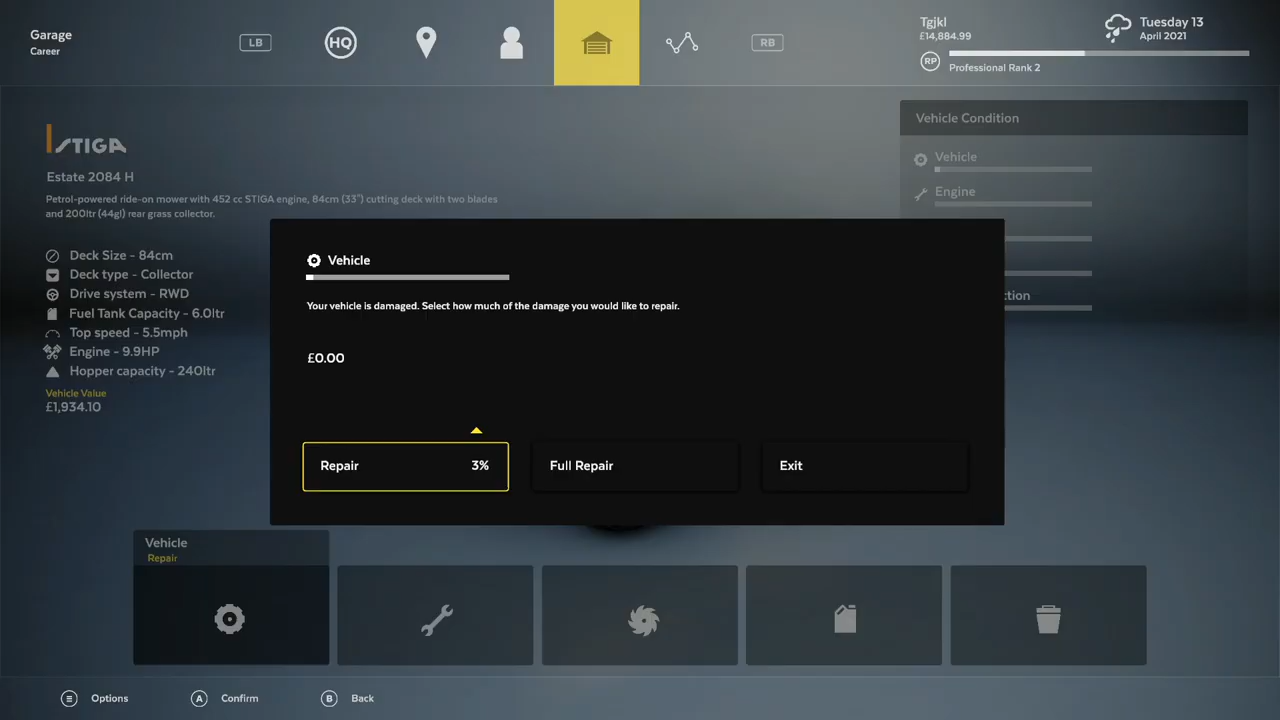 Garage
Career
LB
HQ
RB
Tgjkl
£14,884.99
Tuesday 13
April 2021
RP
Professional Rank 2
STIGA
Estate 2084 H
Petrol-powered ride-on mower with 452 cc STIGA engine, 84cm (33") cutting deck with two blades
and 200ltr (44gl) rear grass collector.
Deck Size - 84cm
Deck type - Collector
Drive system - RWD
Fuel Tank Capacity - 6.0ltr
Top speed - 5.5mph
Engine - 9.9HP
Hopper capacity - 240ltr
Vehicle Value
£1,934.10
Vehicle Condition
Vehicle
Engine
Vehicle
Your vehicle is damaged. Select how much of the damage you would like to repair.
£0.00
Repair 3%
Full Repair
Exit
Vehicle
Repair
Options
A Confirm
B Back